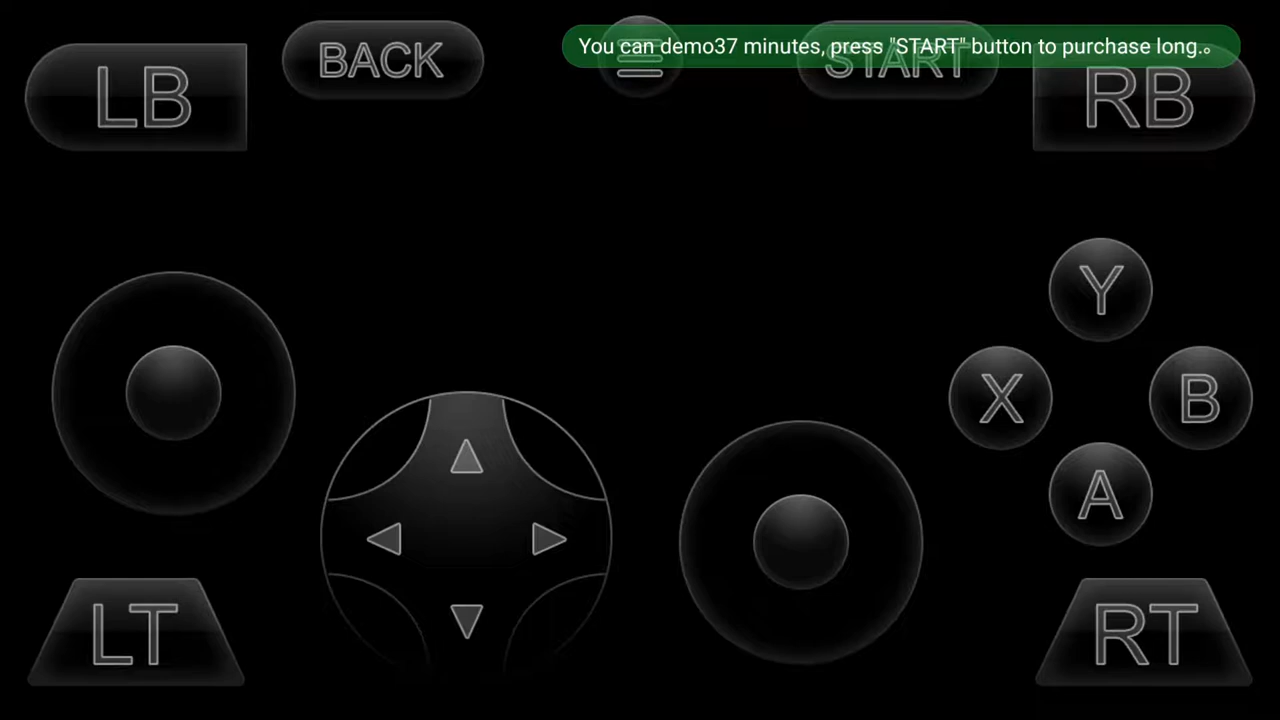 LB
BACK
You can demo37 minutes, press "START" button to purchase long.。
START
RB
Y
X
B
A
LT
RT